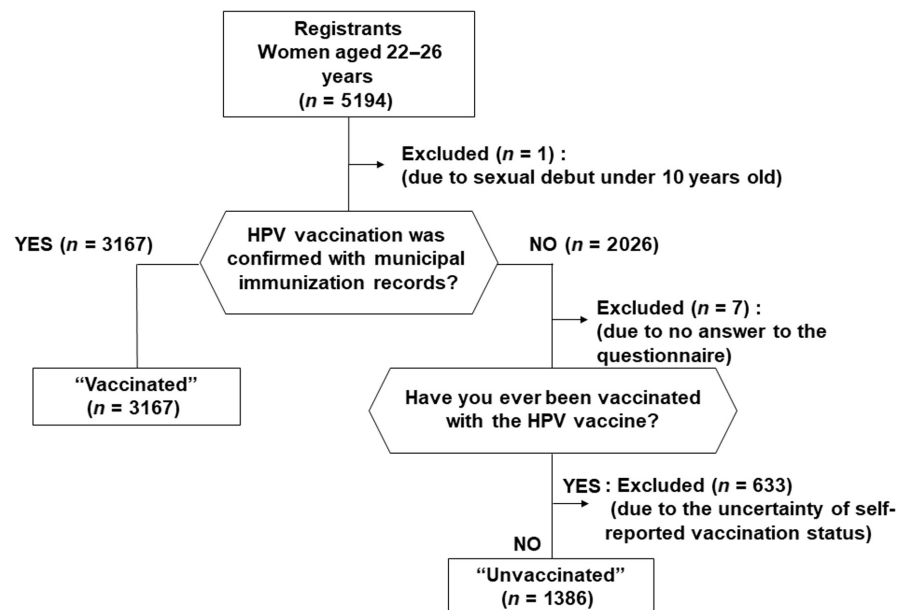 Registrants
Women aged 22–26
years
(n = 5194)
Excluded (n = 1) :
(due to sexual debut under 10 years old)
YES (n = 3167)
HPV vaccination was
confirmed with municipal
immunization records?
NO (n = 2026)
Excluded (n = 7) :
(due to no answer to the
questionnaire)
“Vaccinated”
(n = 3167)
Have you ever been vaccinated
with the HPV vaccine?
YES : Excluded (n = 633)
(due to the uncertainty of self-
reported vaccination status)
NO
“Unvaccinated”
(n = 1386)